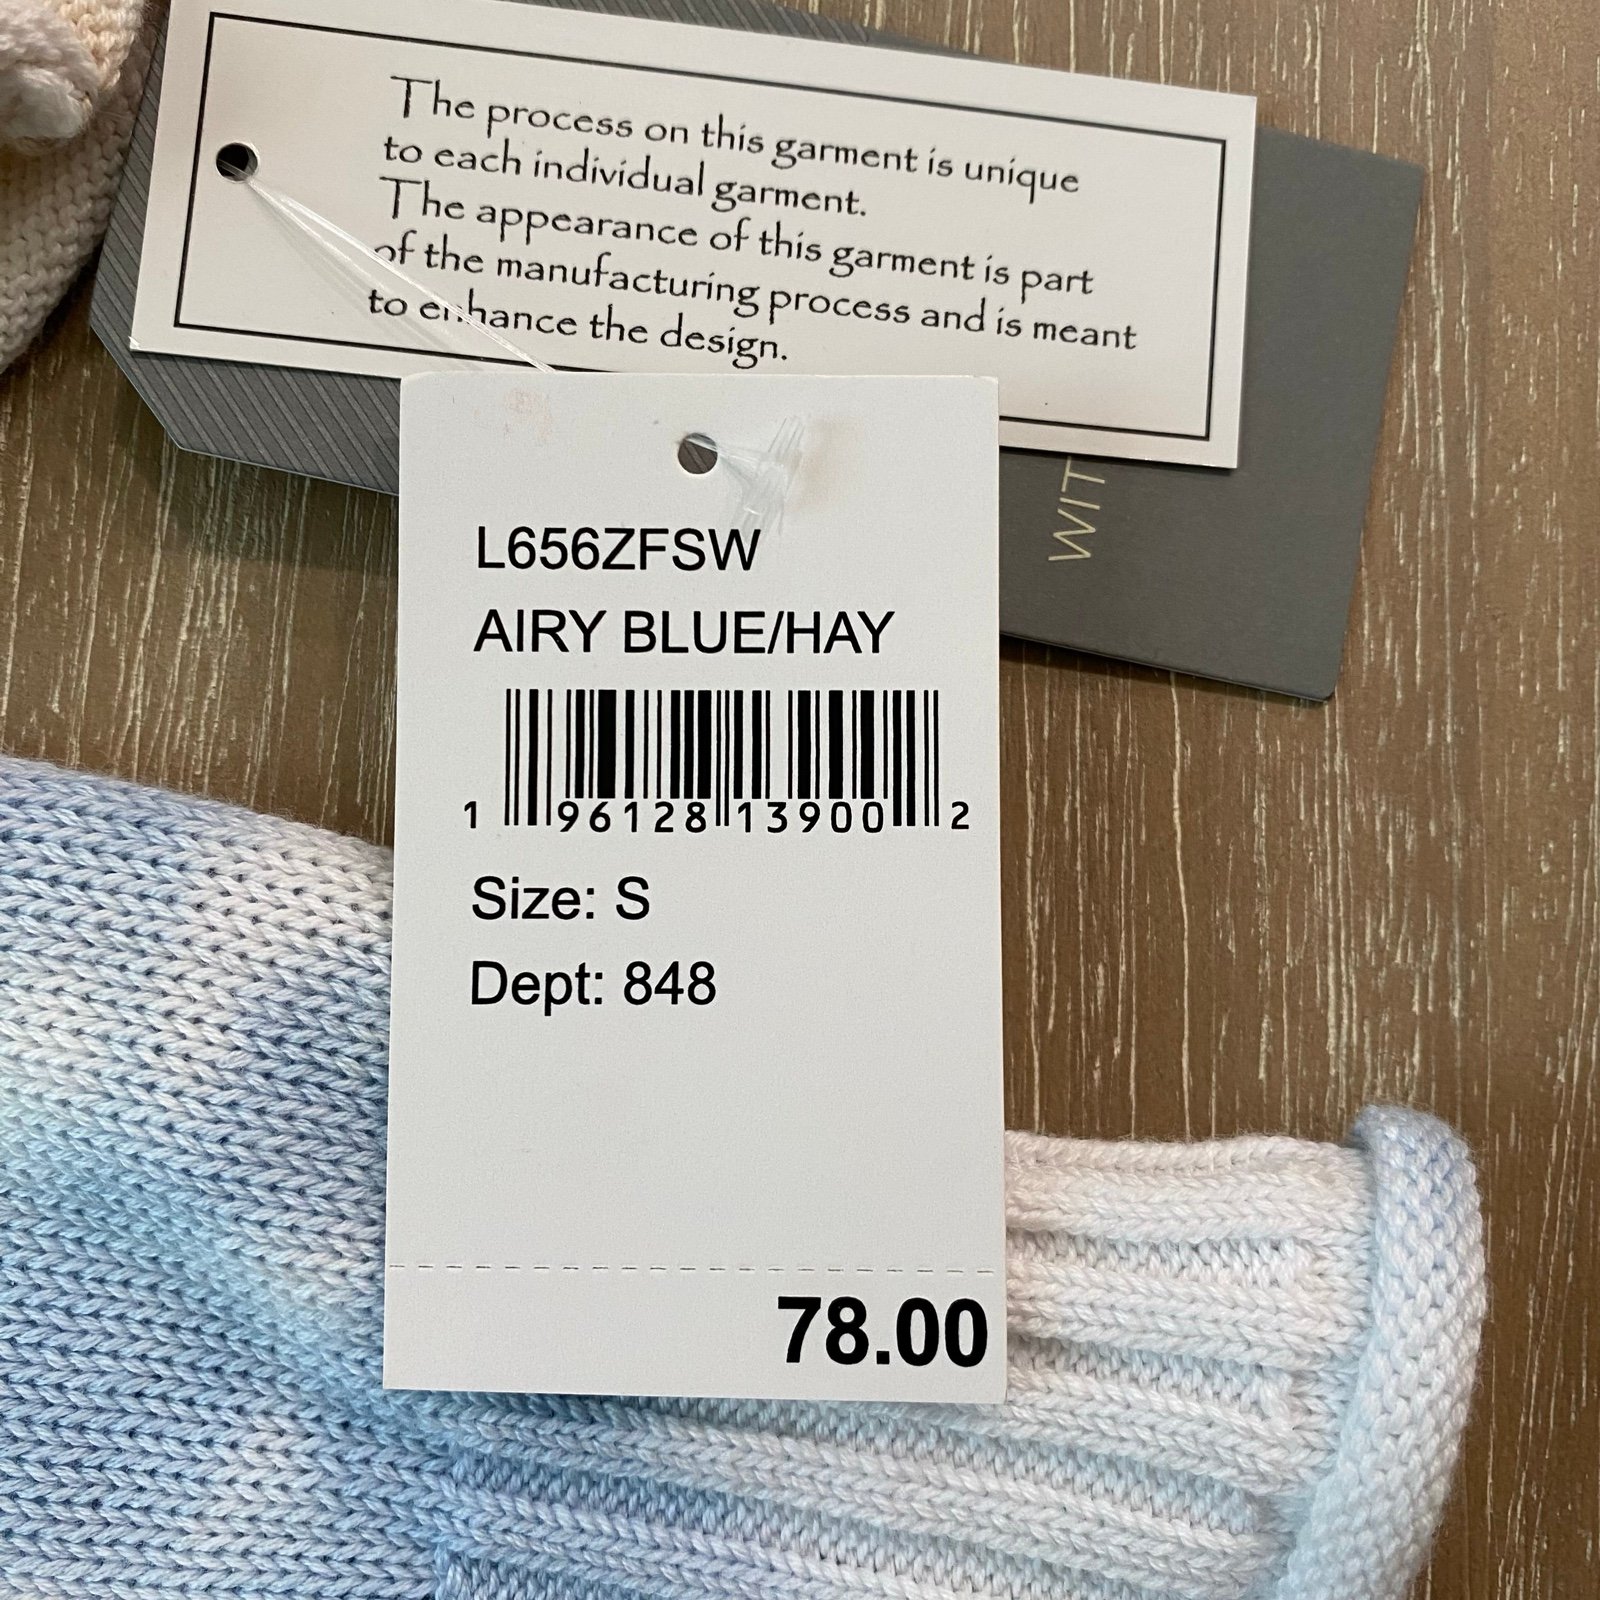 The process on this garment is unique
to each individual garment.
The appearance of this garment is part
of the manufacturing process and is meant
to enhance the design.
WIT
L656ZFSW
AIRY BLUE/HAY
1 96128 13900 2
Size: S
Dept: 848
78.00